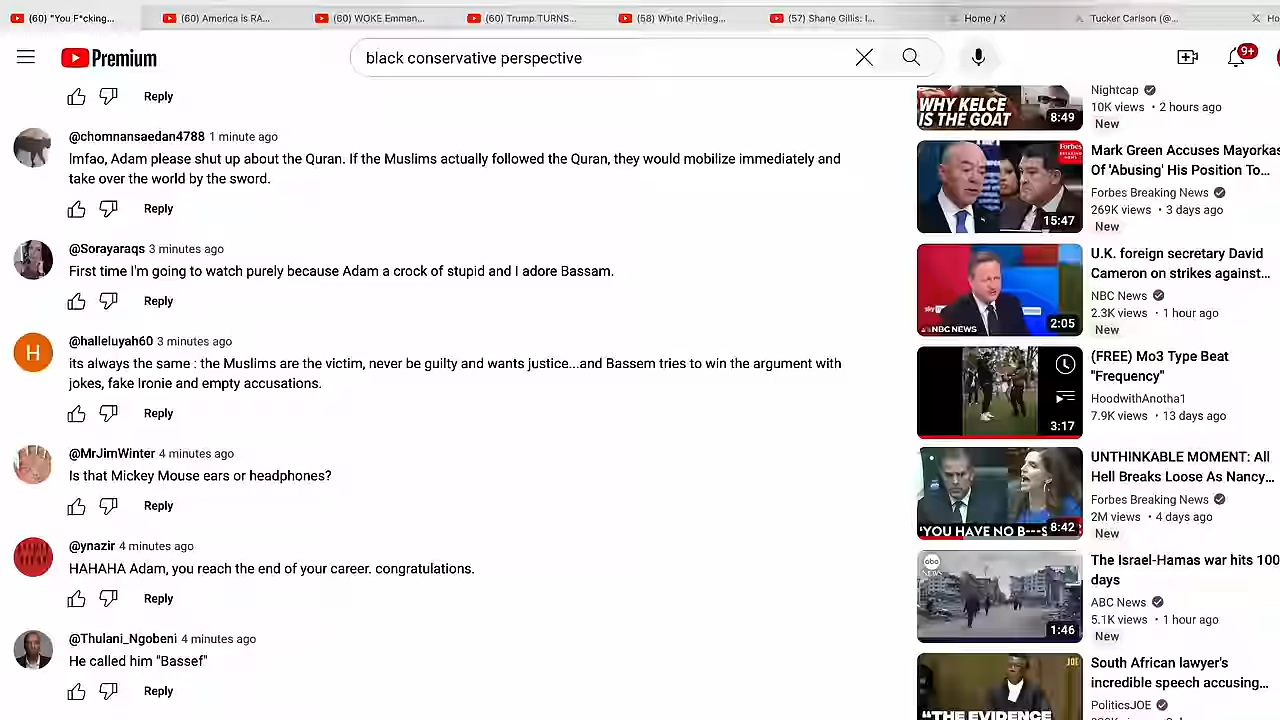 (60) "You F*cking...
(60) America is RA...
(60) WOKE Emmsn...
(60) Trump TURNS...
(58) White Privileg...
(57) Shane Gillis: I...
Home / X
Tucker Carlson (@...
Premium
black conservative perspective
9+
Reply
@chomnansaedan4788 1 minute ago
lmfao, Adam please shut up about the Quran. If the Muslims actually followed the Quran, they would mobilize immediately and
take over the world by the sword.
Reply
@Sorayaraqs 3 minutes ago
First time I'm going to watch purely because Adam a crock of stupid and I adore Bassam.
Reply
H
@halleluyah60 3 minutes ago
its always the same : the Muslims are the victim, never be guilty and wants justice...and Bassem tries to win the argument with
jokes, fake Ironie and empty accusations.
Reply
@MrJimWinter 4 minutes ago
Is that Mickey Mouse ears or headphones?
Reply
@ynazir 4 minutes ago
HAHAHA Adam, you reach the end of your career. congratulations.
Reply
@Thulani_Ngobeni 4 minutes ago
He called him "Bassef"
Reply
WHY KELCE
IS THE GOAT
8:49
Nightcap
10K views • 2 hours ago
New
Forbes
15:47
Mark Green Accuses Mayorkas
Of 'Abusing' His Position To...
Forbes Breaking News
269K views • 3 days ago
New
sky
NBC NEWS
2:05
U.K. foreign secretary David
Cameron on strikes against...
NBC News
2.3K views • 1 hour ago
New
3:17
(FREE) Mo3 Type Beat
"Frequency"
HoodwithAnotha1
7.9K views • 13 days ago
'YOU HAVE NO B---S
8:42
UNTHINKABLE MOMENT: All
Hell Breaks Loose As Nancy...
Forbes Breaking News
2M views • 4 days ago
New
abc
NEWS
1:46
The Israel-Hamas war hits 100
days
ABC News
5.1K views • 1 hour ago
New
JOE
"THE EVIDENCE
South African lawyer's
incredible speech accusing...
PoliticsJOE